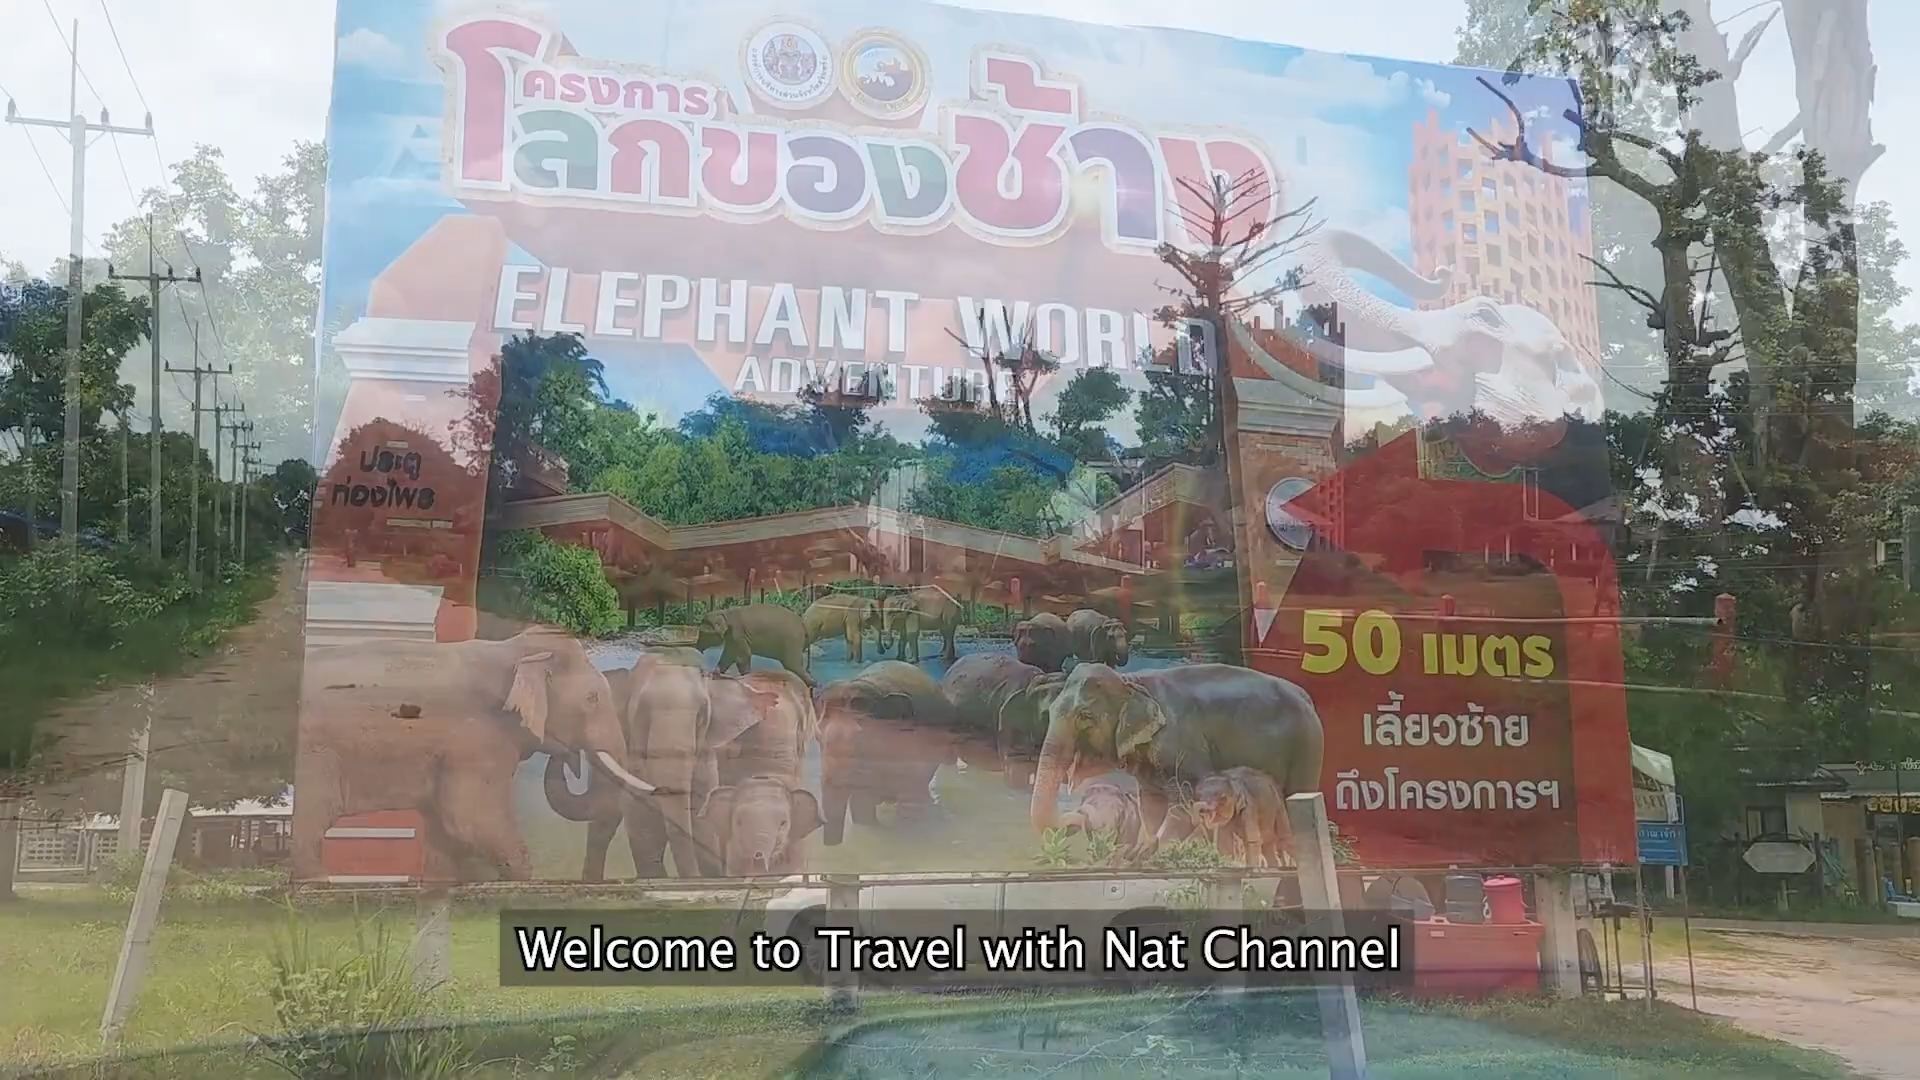 โครงการ
โลกของช้าง
ELEPHANT WORLD
ADVENTURE
ประตู
ท่องไพร
50 เมตร
เลี้ยวซ้าย
ถึงโครงการฯ
Welcome to Travel with Nat Channel